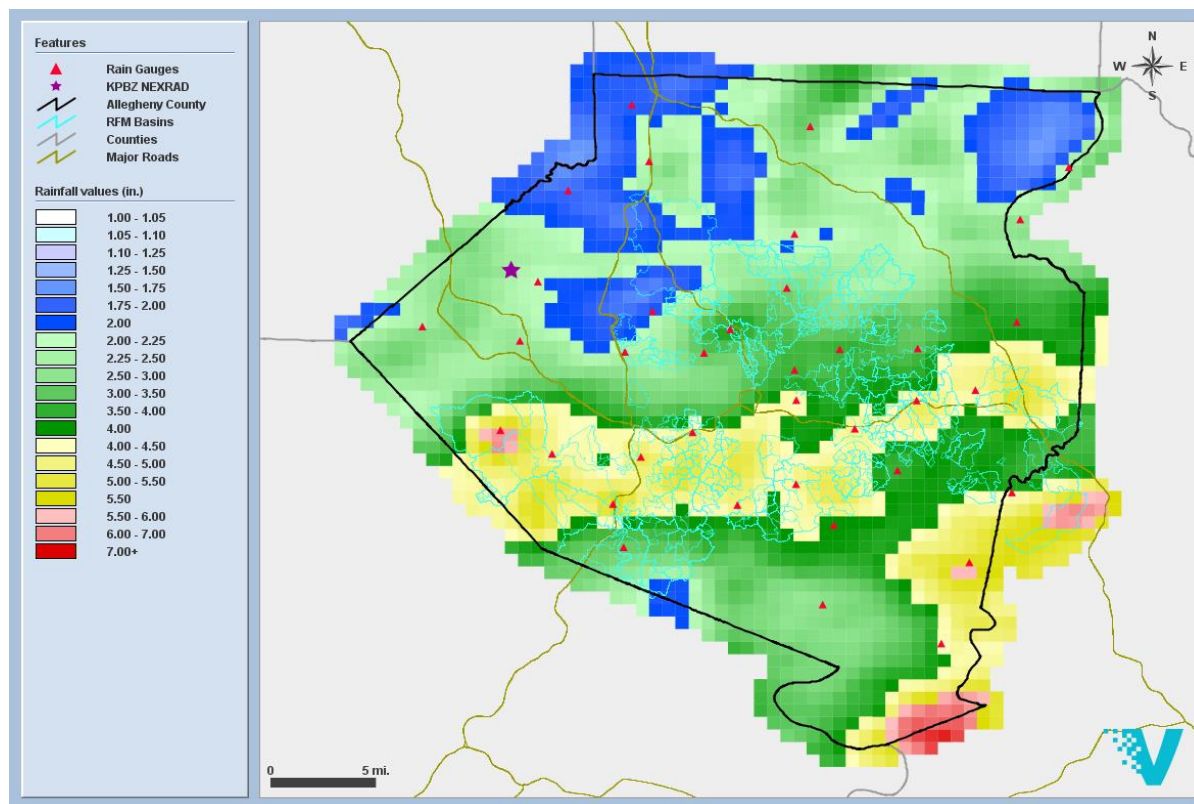 Features
Rain Gauges
KPBZ NEXRAD
Allegheny County
RFM Basins
Counties
Major Roads
Rainfall values (in.)
1.00 - 1.05
1.05 - 1.10
1.10 - 1.25
1.25 - 1.50
1.50 - 1.75
1.75 - 2.00
2.00
2.00 - 2.25
2.25 - 2.50
2.50 - 3.00
3.00 - 3.50
3.50 - 4.00
4.00
4.00 - 4.50
4.50 - 5.00
5.00 - 5.50
5.50
5.50 - 6.00
6.00 - 7.00
7.00+
N
W E
S
0 5 mi.